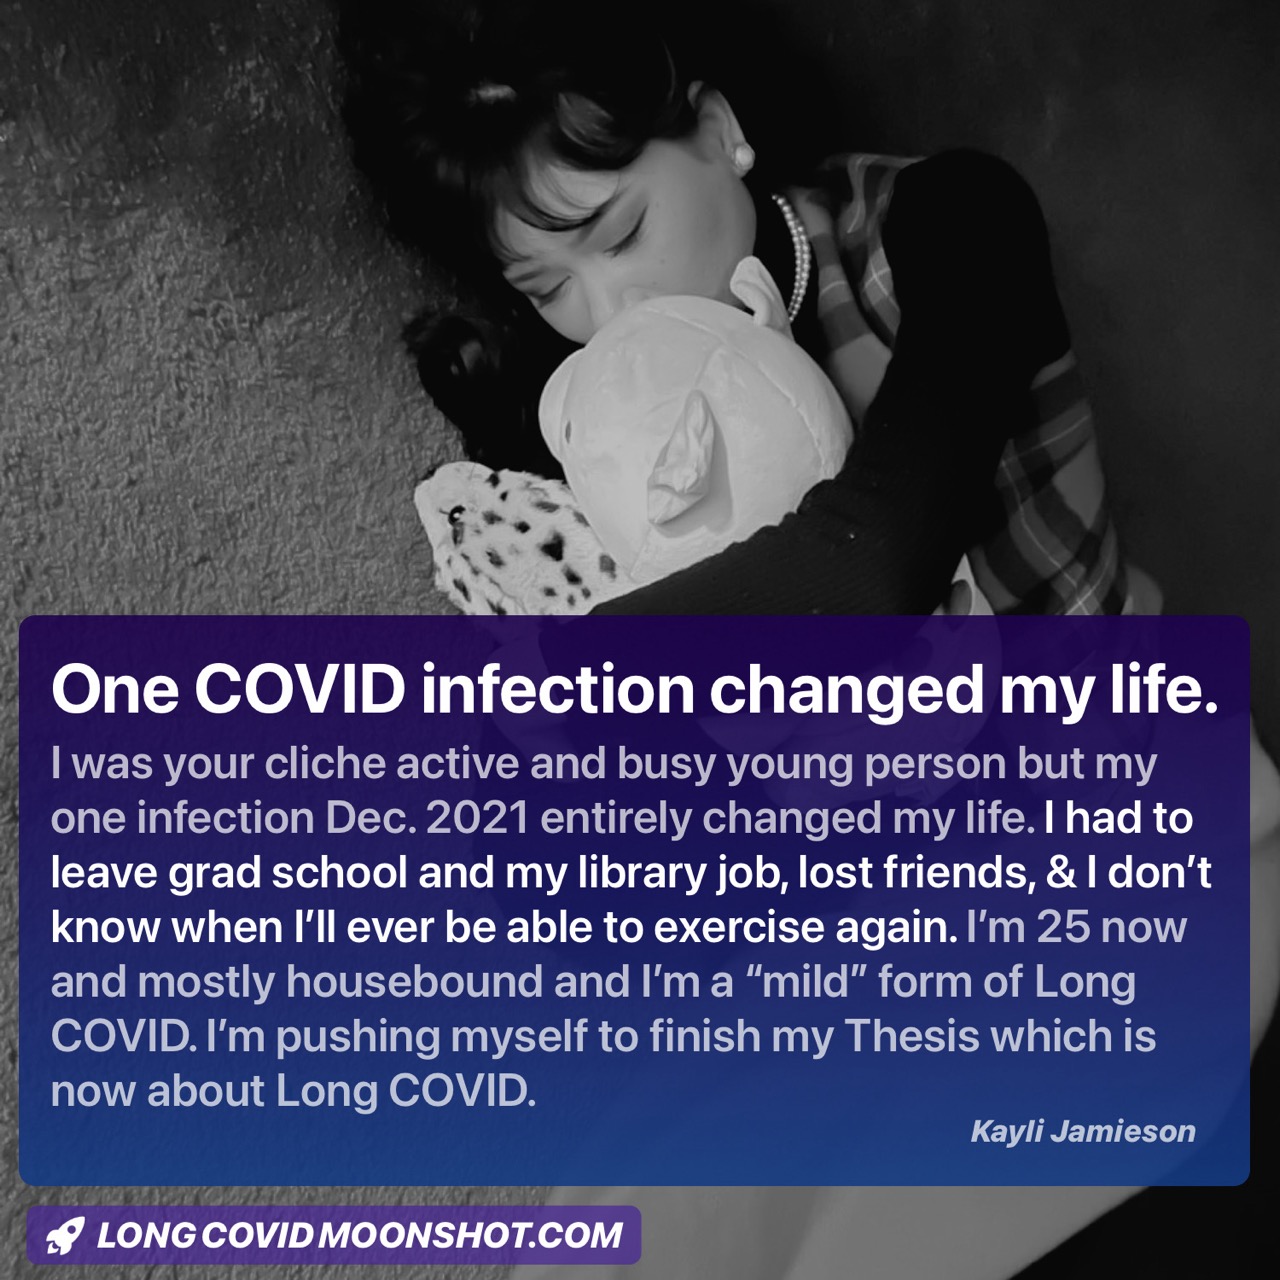 One COVID infection changed my life.
I was your cliche active and busy young person but my
one infection Dec. 2021 entirely changed my life. I had to
leave grad school and my library job, lost friends, & I don’t
know when I’ll ever be able to exercise again. I’m 25 now
and mostly housebound and I’m a “mild” form of Long
COVID. I’m pushing myself to finish my Thesis which is
now about Long COVID.
Kayli Jamieson
LONG COVID MOONSHOT.COM